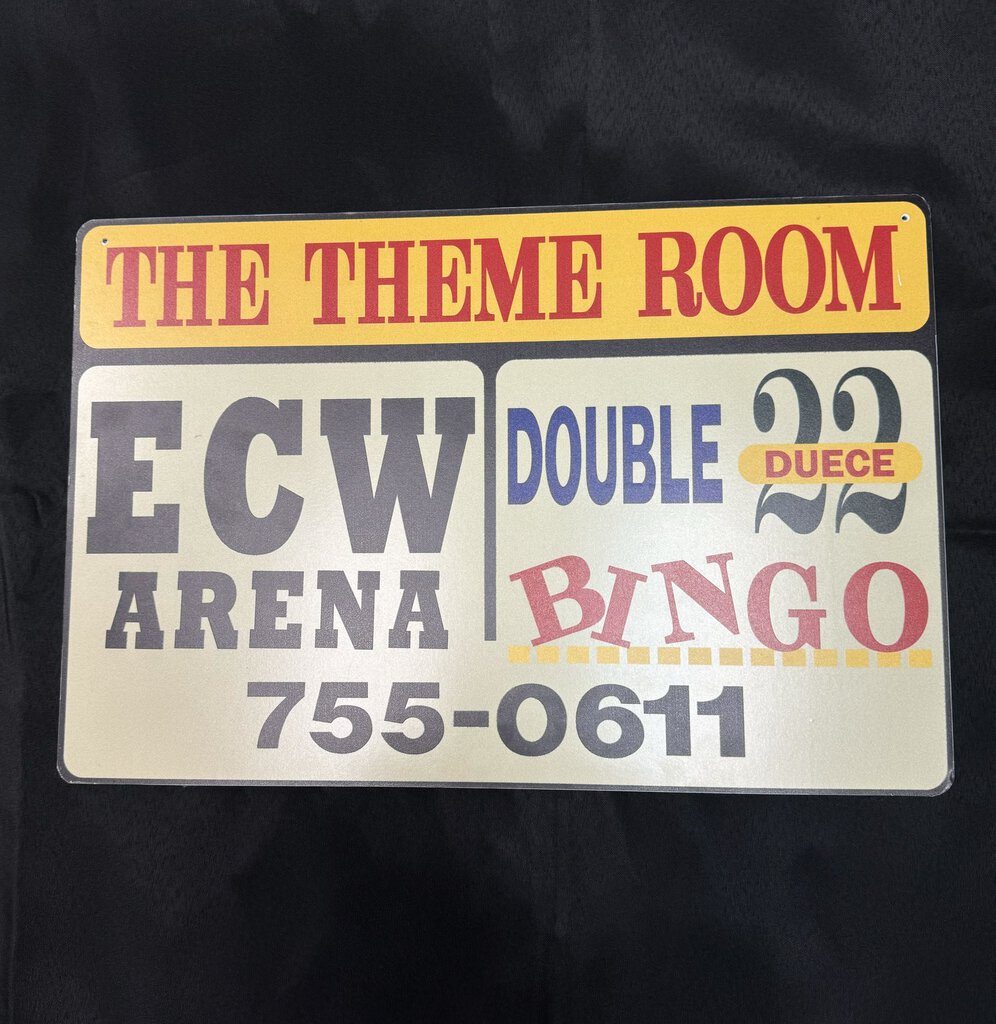 THE THEME ROOM
ECW
ARENA
DOUBLE 22
DUECE
BINGO
755-0611